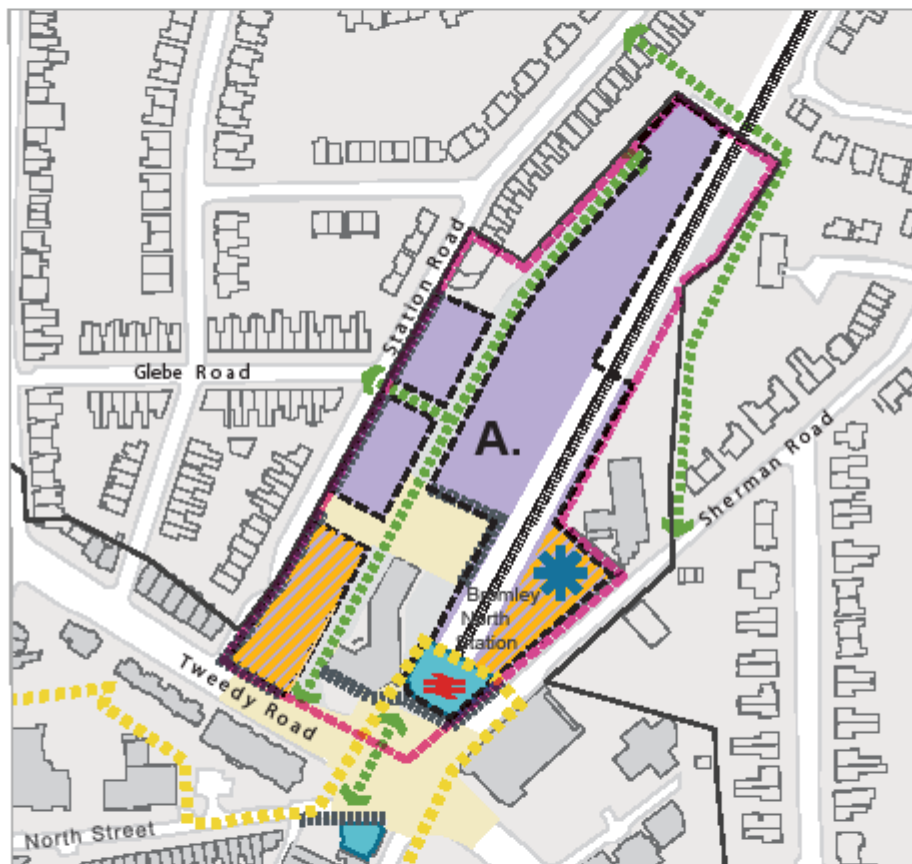 Station Road
Glebe Road
A.
Sherman Road
Bromley
North
Station
Tweedy Road
North Street